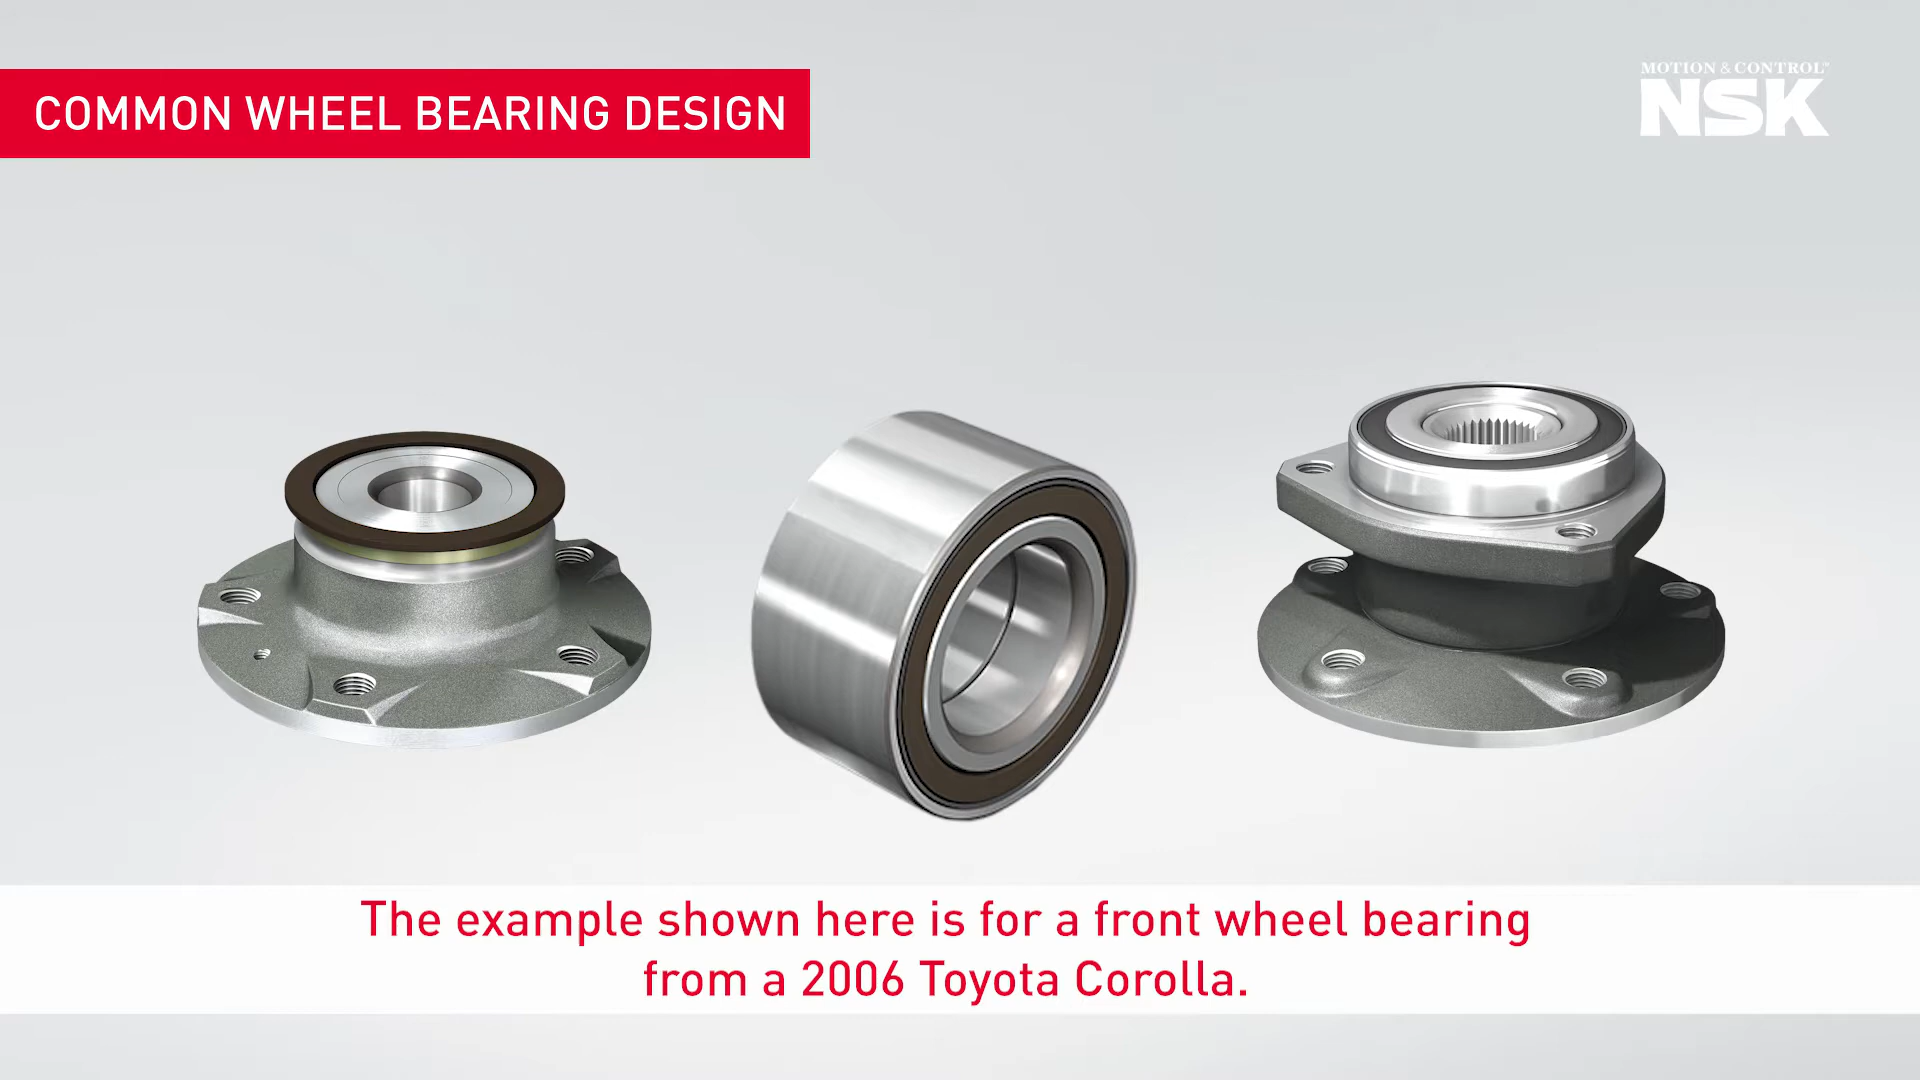 COMMON WHEEL BEARING DESIGN
MOTION & CONTROL™
NSK
The example shown here is for a front wheel bearing
from a 2006 Toyota Corolla.